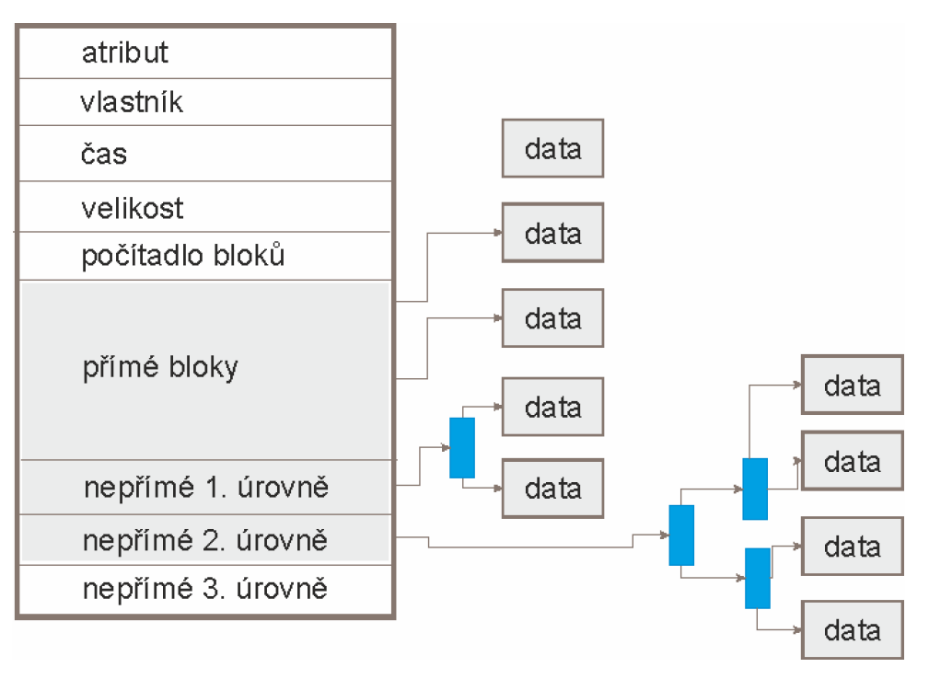 atribut
vlastník
čas
velikost
počítadlo bloků
přímé bloky
nepřímé 1. úrovně
nepřímé 2. úrovně
nepřímé 3. úrovně
data
data
data
data
data
data
data
data
data